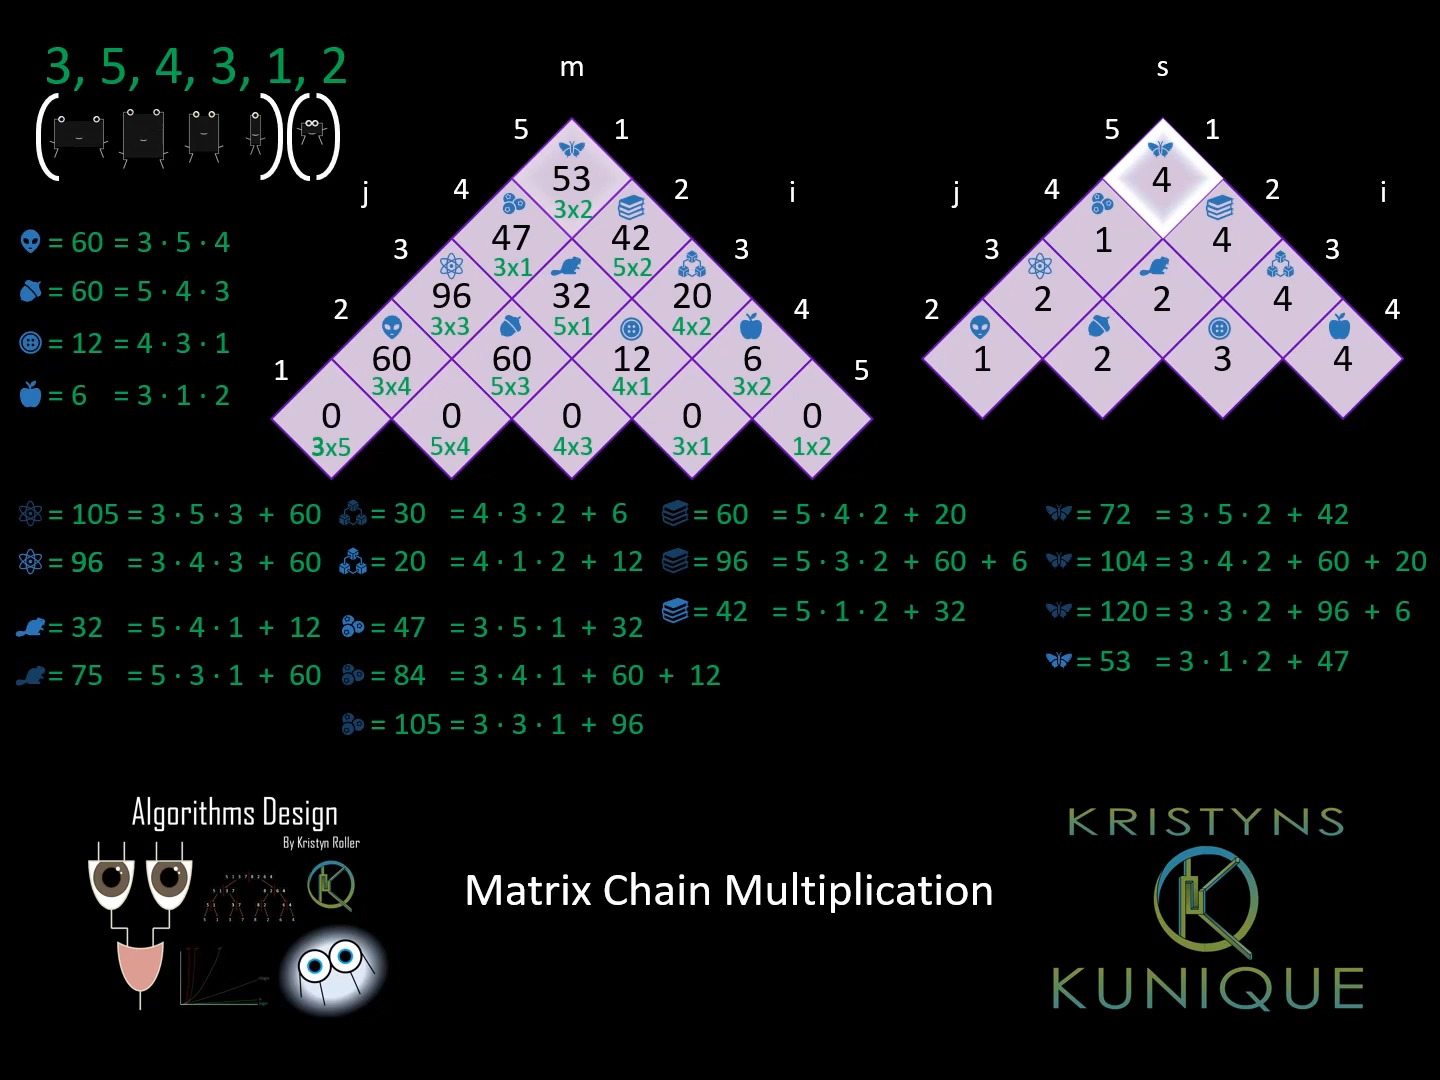 3, 5, 4, 3, 1, 2
m
s
5 1
5 1
53
3x2
4
j 4 2 i
j 4 2 i
47 42
3x1 5x2
1 4
3 3
3 3
96 32 20
3x3 5x1 4x2
2 2 4
2 4
2 4
60 60 12 6
3x4 5x3 4x1 3x2
1 2 3 4
1 5
0 0 0 0 0
3x5 5x4 4x3 3x1 1x2
= 60 = 3 · 5 · 4
= 60 = 5 · 4 · 3
= 12 = 4 · 3 · 1
= 6 = 3 · 1 · 2
= 105 = 3 · 5 · 3 + 60
= 96 = 3 · 4 · 3 + 60
= 32 = 5 · 4 · 1 + 12
= 75 = 5 · 3 · 1 + 60
= 30 = 4 · 3 · 2 + 6
= 20 = 4 · 1 · 2 + 12
= 47 = 3 · 5 · 1 + 32
= 84 = 3 · 4 · 1 + 60 + 12
= 105 = 3 · 3 · 1 + 96
= 60 = 5 · 4 · 2 + 20
= 96 = 5 · 3 · 2 + 60 + 6
= 42 = 5 · 1 · 2 + 32
= 72 = 3 · 5 · 2 + 42
= 104 = 3 · 4 · 2 + 60 + 20
= 120 = 3 · 3 · 2 + 96 + 6
= 53 = 3 · 1 · 2 + 47
Algorithms Design
By Kristyn Roller
Matrix Chain Multiplication
KRISTYNS
KUNIQUE